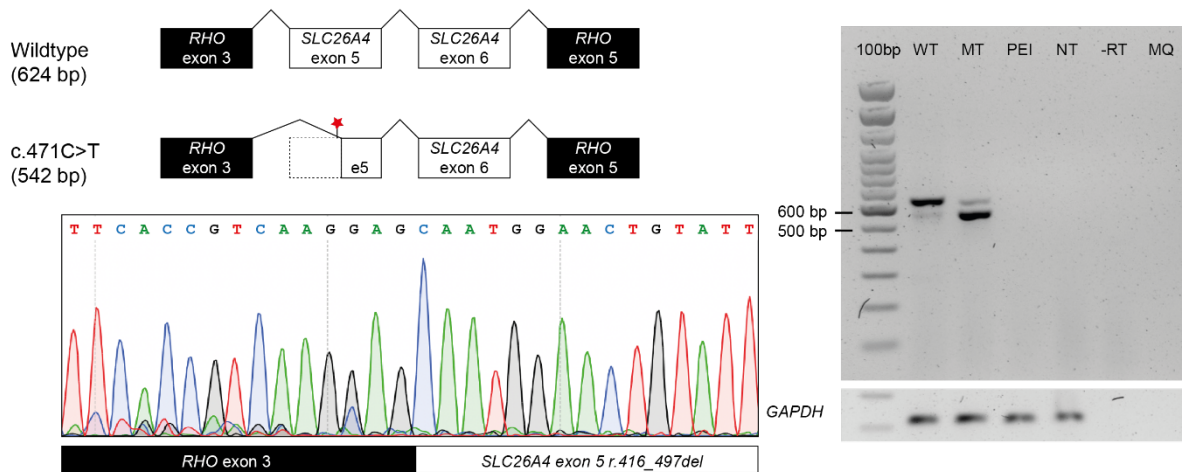 Wildtype
(624 bp)
RHO
exon 3
SLC26A4
exon 5
SLC26A4
exon 6
RHO
exon 5
c.471C>T
(542 bp)
RHO
exon 3
e5
SLC26A4
exon 6
RHO
exon 5
T T C A C C G T C A A G G A G C A A T G G A A C T G T A T T
RHO exon 3
SLC26A4 exon 5 r.416_497del
100bp WT MT PEI NT -RT MQ
600 bp
500 bp
GAPDH